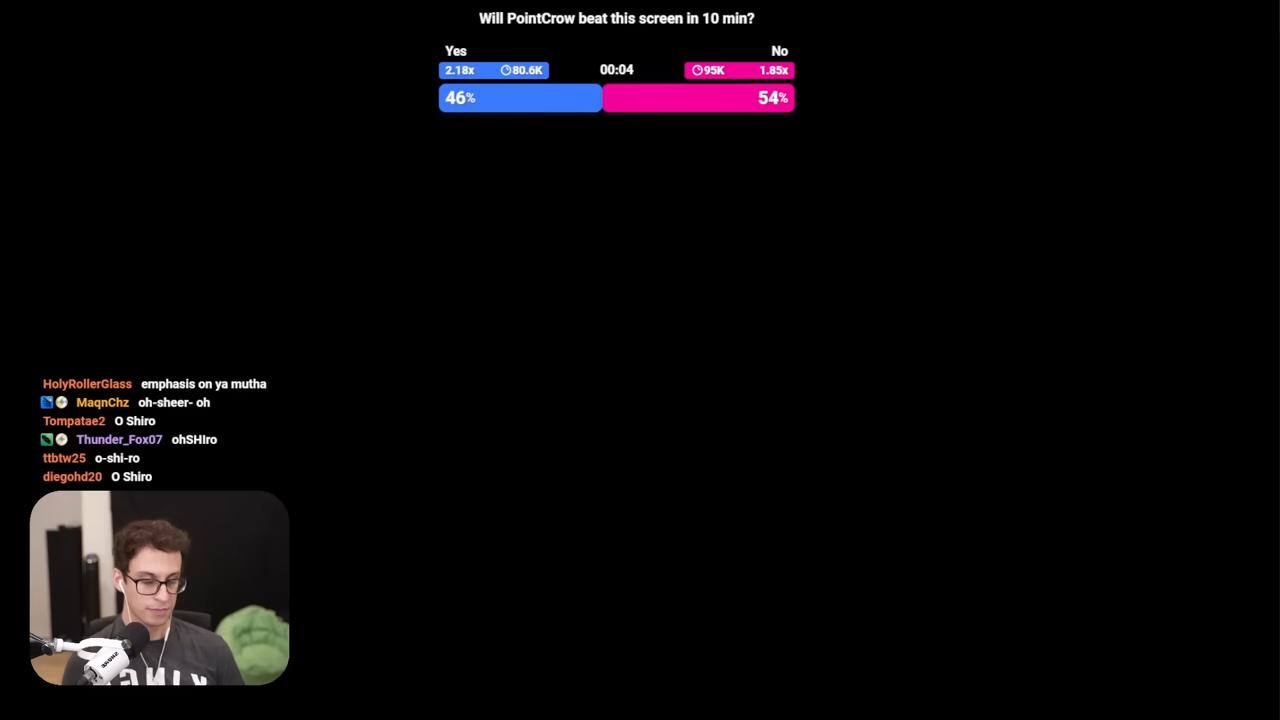 Will PointCrow beat this screen in 10 min?
Yes No
2.18x 80.6K 00:04 95K 1.85x
46% 54%
HolyRollerGlass emphasis on ya mutha
MaqnChz oh-sheer- oh
Tompatae2 O Shiro
Thunder_Fox07 ohSHIro
ttbtw25 o-shi-ro
diegohd20 O Shiro